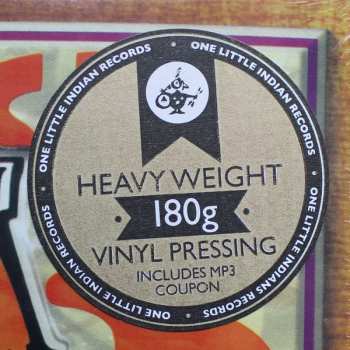 ONE LITTLE INDIAN RECORDS · ONE LITTLE INDIAN RECORDS · ONE LITTLE INDIANS RECORDS · ONE LITTLE INDIAN RECORDS ·
HEAVY WEIGHT
180g
VINYL PRESSING
INCLUDES MP3
COUPON